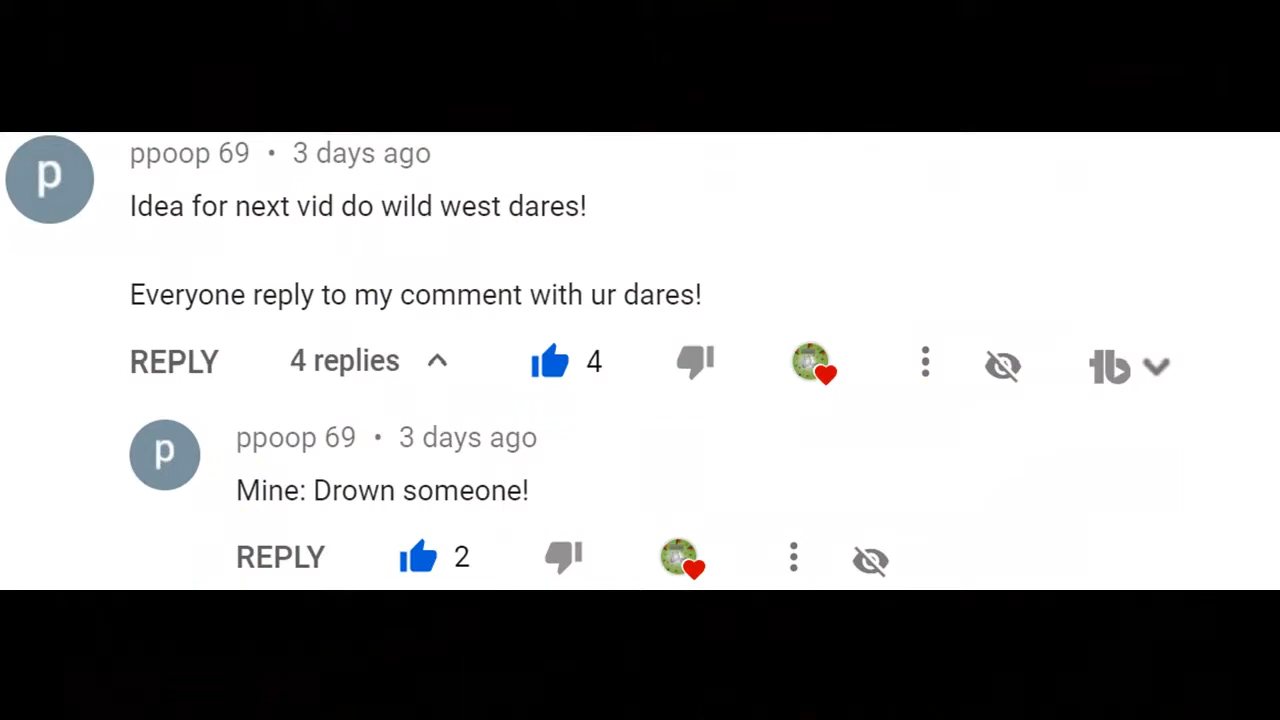 p
ppoop 69 • 3 days ago
Idea for next vid do wild west dares!
Everyone reply to my comment with ur dares!
REPLY 4 replies 4
p
ppoop 69 • 3 days ago
Mine: Drown someone!
REPLY 2